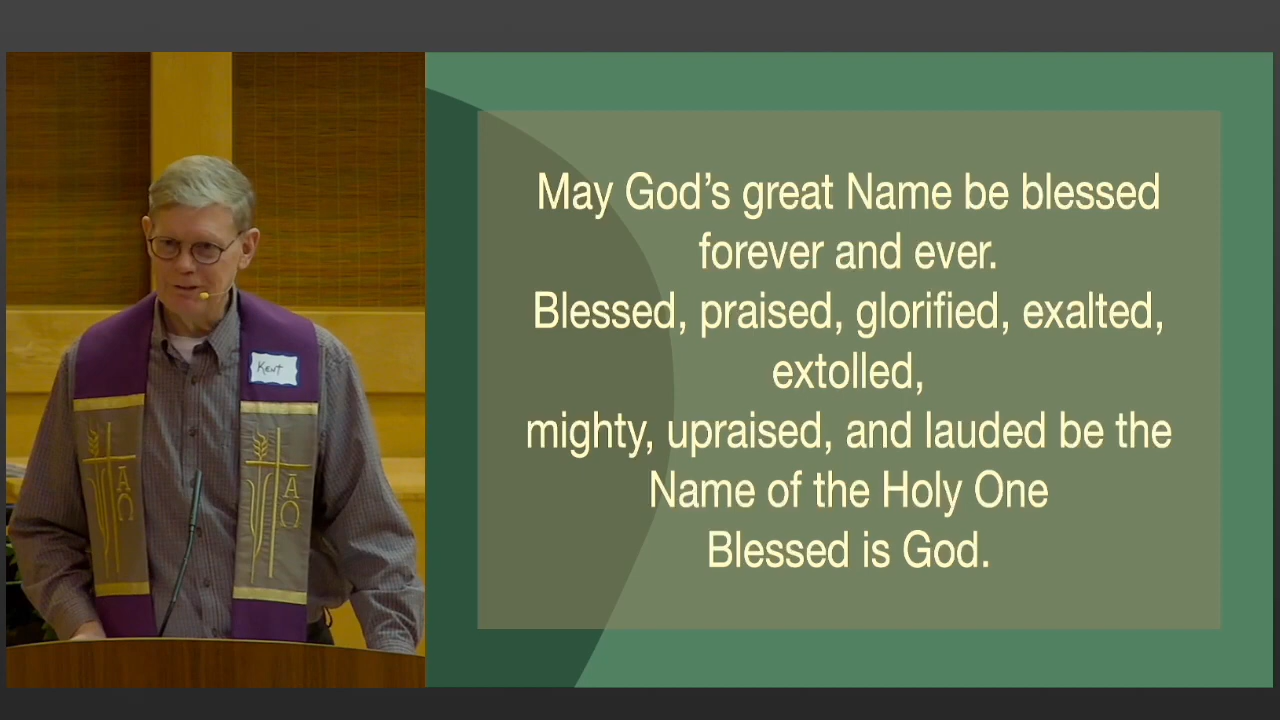 Kent
Α
Ω
Α
Ω
May God’s great Name be blessed
forever and ever.
Blessed, praised, glorified, exalted,
extolled,
mighty, upraised, and lauded be the
Name of the Holy One
Blessed is God.